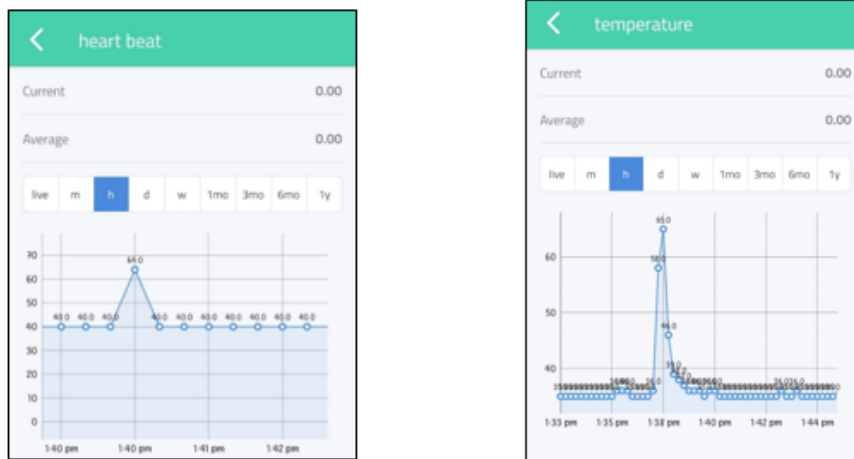 heart beat
Current 0.00
Average 0.00
live m h d w 1mo 3mo 6mo 1y
70
64.0
60
50
40.0 40.0 40.0 40.0 40.0 40.0 40.0 40.0 40.0 40.0
40
30
20
10
0
1:40 pm 1:40 pm 1:41 pm 1:42 pm
temperature
Current 0.00
Average 0.00
live m h d w 1mo 3mo 6mo 1y
65.0
60
58.0
50
46.0
40
39.0
36.0
1:33 pm 1:35 pm 1:38 pm 1:40 pm 1:42 pm 1:44 pm